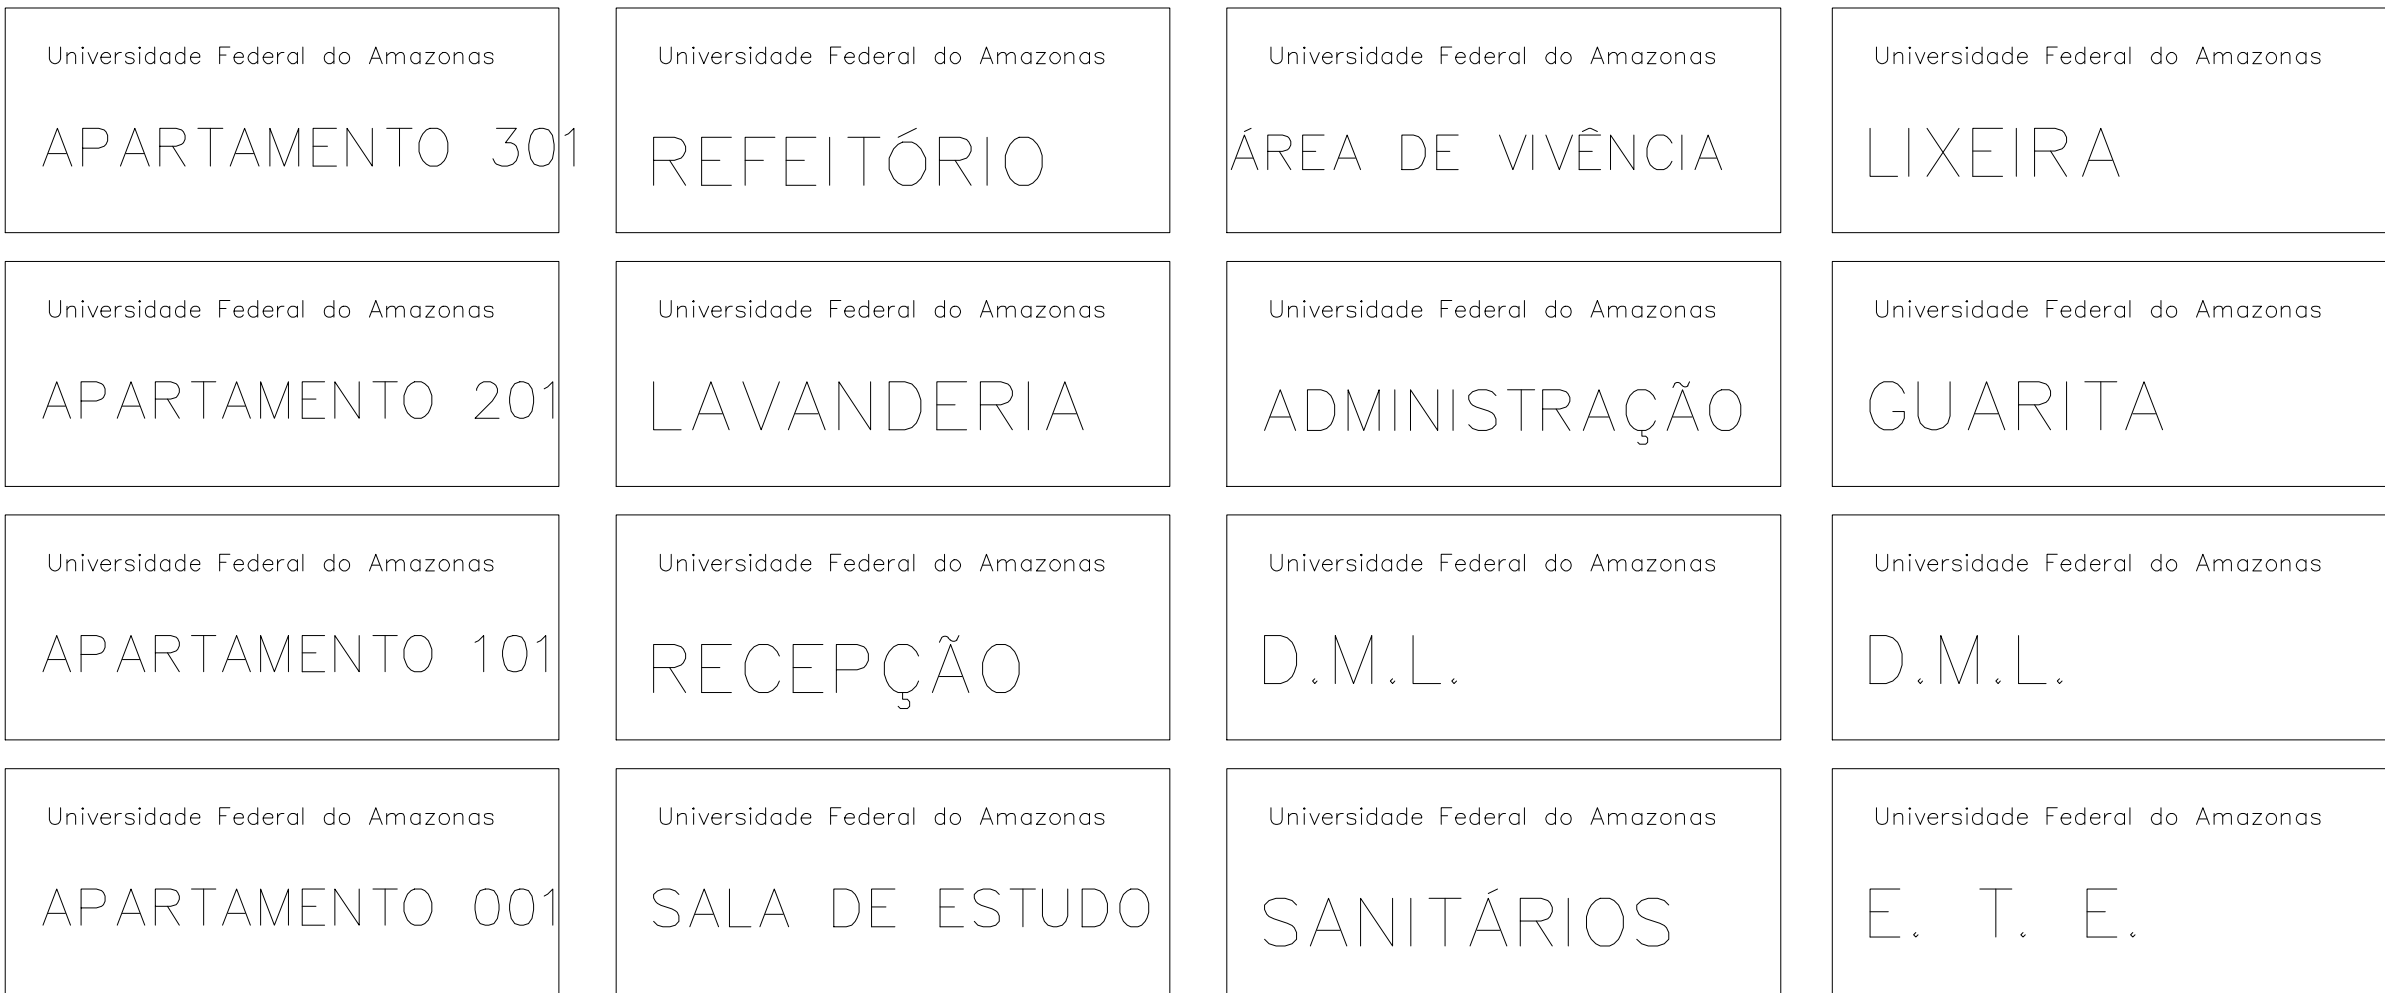 Universidade Federal do Amazonas
APARTAMENTO 301
Universidade Federal do Amazonas
REFEITÓRIO
Universidade Federal do Amazonas
ÁREA DE VIVÊNCIA
Universidade Federal do Amazonas
LIXEIRA
Universidade Federal do Amazonas
APARTAMENTO 201
Universidade Federal do Amazonas
LAVANDERIA
Universidade Federal do Amazonas
ADMINISTRAÇÃO
Universidade Federal do Amazonas
GUARITA
Universidade Federal do Amazonas
APARTAMENTO 101
Universidade Federal do Amazonas
RECEPÇÃO
Universidade Federal do Amazonas
D.M.L.
Universidade Federal do Amazonas
D.M.L.
Universidade Federal do Amazonas
APARTAMENTO 001
Universidade Federal do Amazonas
SALA DE ESTUDO
Universidade Federal do Amazonas
SANITÁRIOS
Universidade Federal do Amazonas
E. T. E.